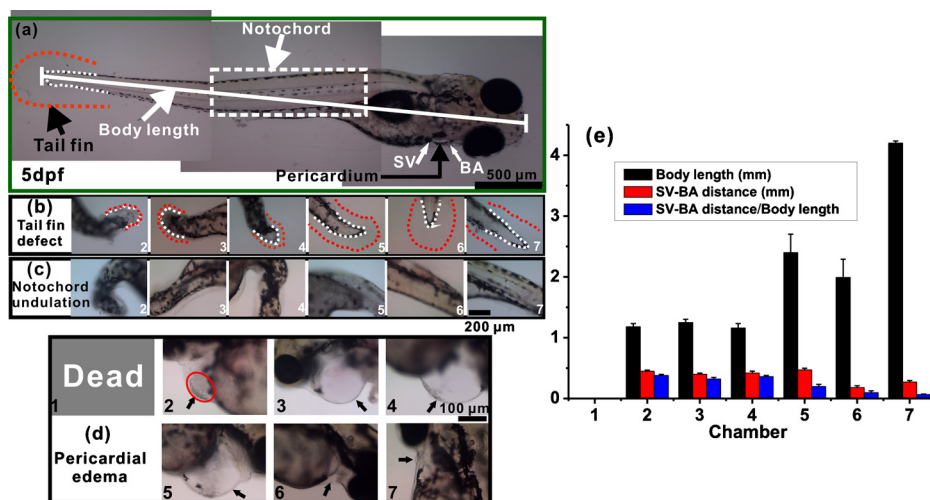 (a)
Notochord
Body length
Tail fin
SV
BA
Pericardium
5dpf
500 µm
(b)
Tail fin
defect
2
3
4
5
6
7
(c)
Notochord
undulation
2
3
4
5
6
7
200 µm
Dead
1
2
3
4
100 µm
(d)
Pericardial
edema
5
6
7
(e)
Body length (mm)
SV-BA distance (mm)
SV-BA distance/Body length
4
3
2
1
0
1 2 3 4 5 6 7
Chamber